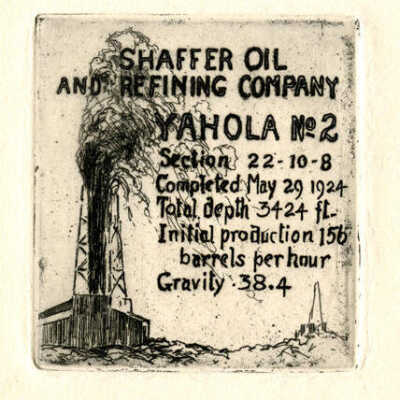 SHAFFER OIL
AND REFINING COMPANY
YAHOLA No 2
Section 22-10-8
Completed May 29 1924
Total depth 3424 ft.
Initial production 156
barrels per hour
Gravity .38.4